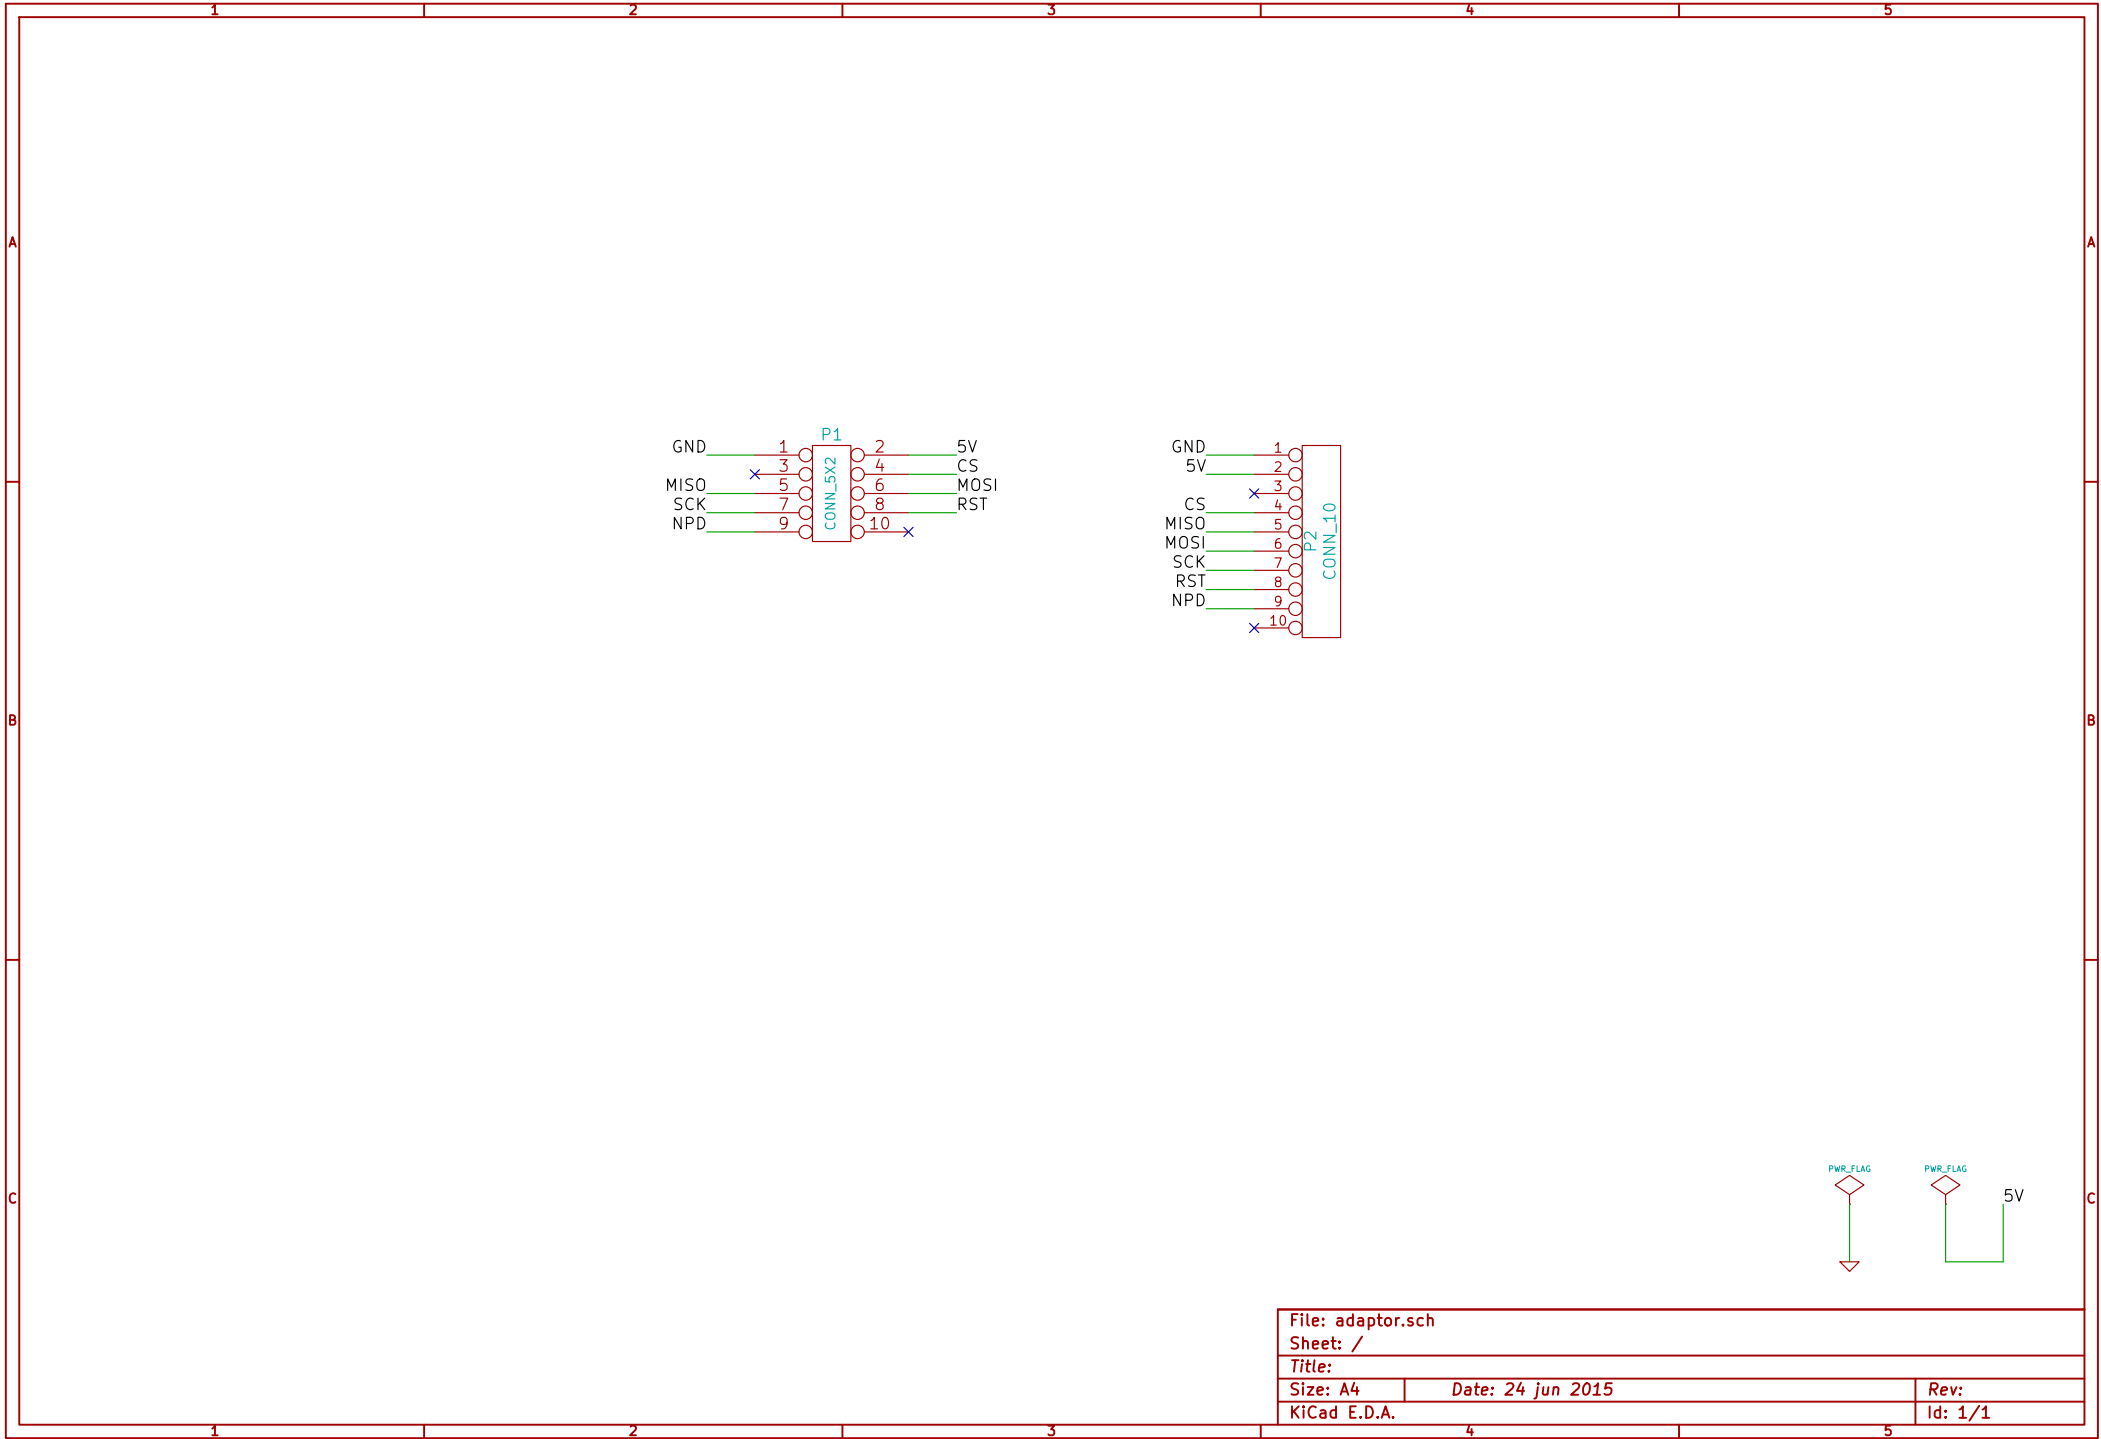 1 2 3 4 5
A A
P1
GND 1 2 5V
3 4 CS
MISO 5 6 MOSI
SCK 7 8 RST
NPD 9 10
CONN_5X2
GND 1
5V 2
3
CS 4
MISO 5
MOSI 6
SCK 7
RST 8
NPD 9
10
P2
CONN_10
B B
PWR_FLAG PWR_FLAG
5V
C C
File: adaptor.sch
Sheet: /
Title:
Size: A4 Date: 24 jun 2015 Rev:
KiCad E.D.A. Id: 1/1
1 2 3 4 5